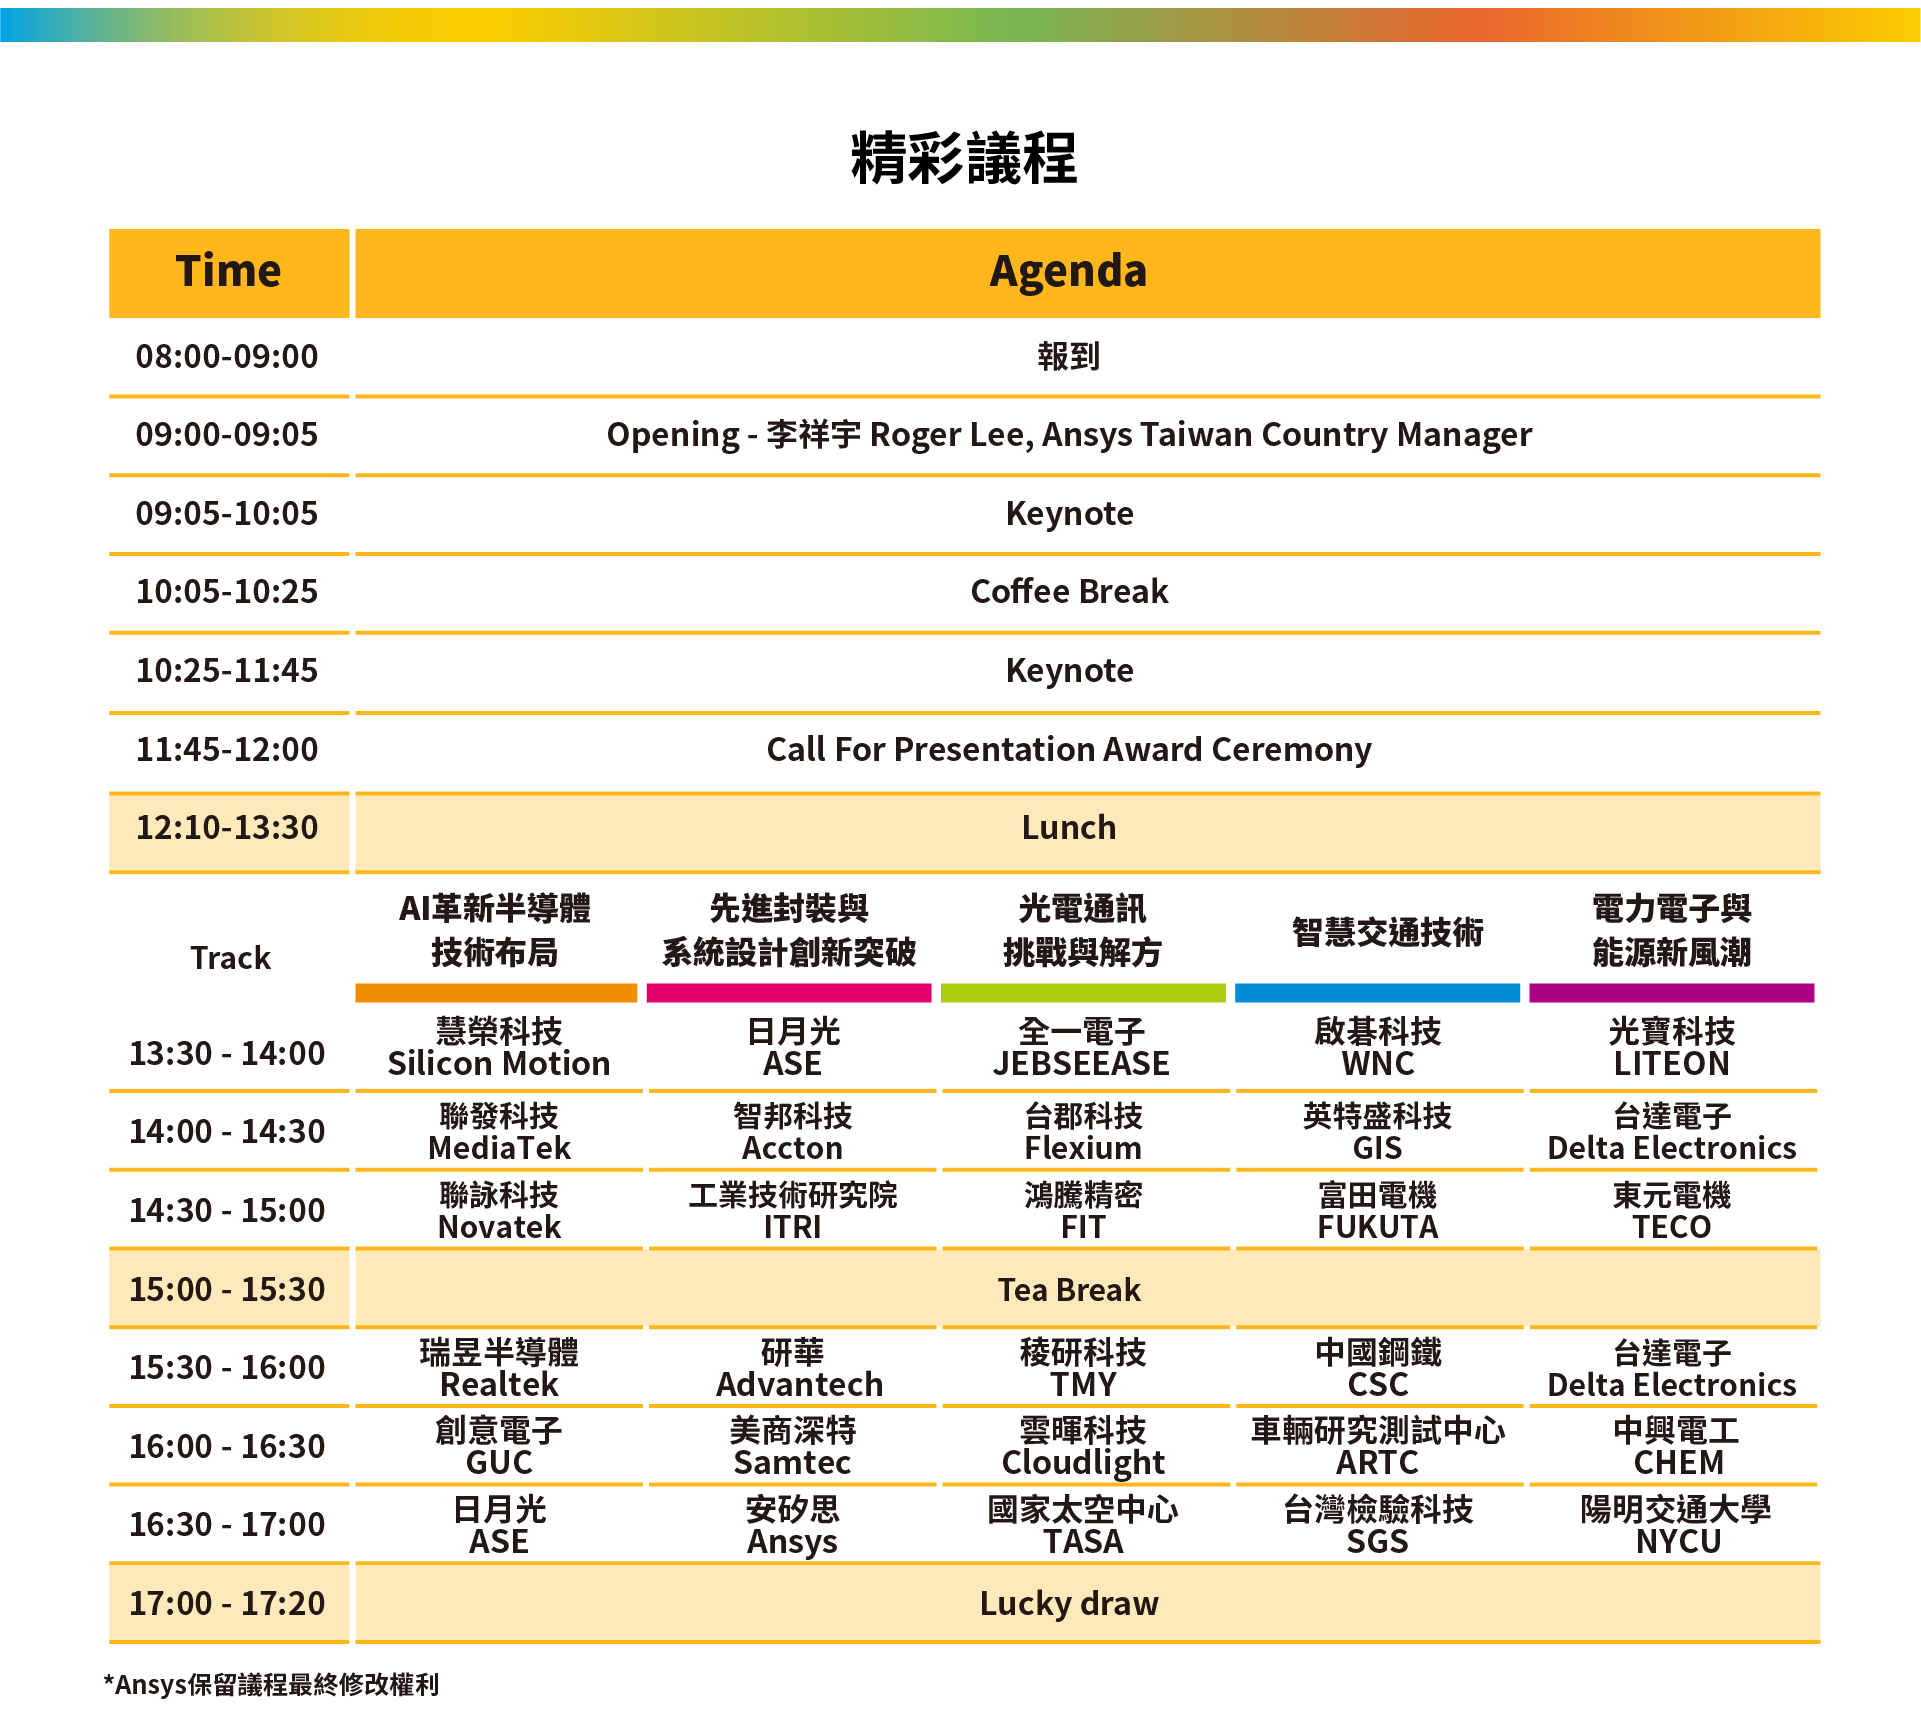 精彩議程
Time Agenda
08:00-09:00 報到
09:00-09:05 Opening - 李祥宇 Roger Lee, Ansys Taiwan Country Manager
09:05-10:05 Keynote
10:05-10:25 Coffee Break
10:25-11:45 Keynote
11:45-12:00 Call For Presentation Award Ceremony
12:10-13:30 Lunch
Track
AI革新半導體
技術布局
先進封裝與
系統設計創新突破
光電通訊
挑戰與解方
智慧交通技術
電力電子與
能源新風潮
13:30 - 14:00
慧榮科技
Silicon Motion
日月光
ASE
全一電子
JEBSEEASE
啟碁科技
WNC
光寶科技
LITEON
14:00 - 14:30
聯發科技
MediaTek
智邦科技
Accton
台郡科技
Flexium
英特盛科技
GIS
台達電子
Delta Electronics
14:30 - 15:00
聯詠科技
Novatek
工業技術研究院
ITRI
鴻騰精密
FIT
富田電機
FUKUTA
東元電機
TECO
15:00 - 15:30 Tea Break
15:30 - 16:00
瑞昱半導體
Realtek
研華
Advantech
稜研科技
TMY
中國鋼鐵
CSC
台達電子
Delta Electronics
16:00 - 16:30
創意電子
GUC
美商深特
Samtec
雲暉科技
Cloudlight
車輛研究測試中心
ARTC
中興電工
CHEM
16:30 - 17:00
日月光
ASE
安矽思
Ansys
國家太空中心
TASA
台灣檢驗科技
SGS
陽明交通大學
NYCU
17:00 - 17:20 Lucky draw
*Ansys保留議程最終修改權利